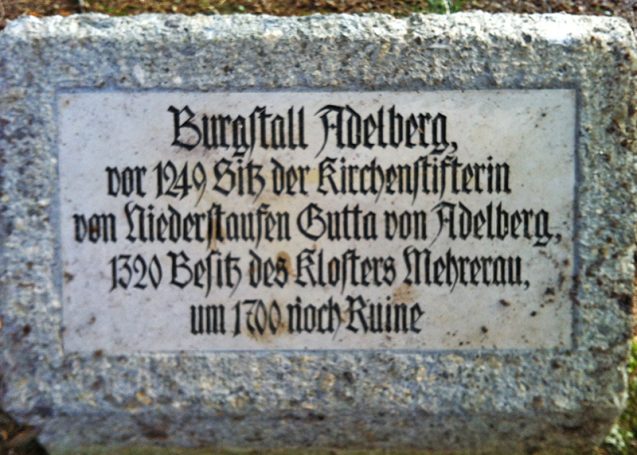 Burgstall Adelberg,
vor 1249 Sitz der Kirchenstifterin
von Niederstaufen Gutta von Adelberg,
1320 Besitz des Klosters Mehrerau,
um 1700 noch Ruine